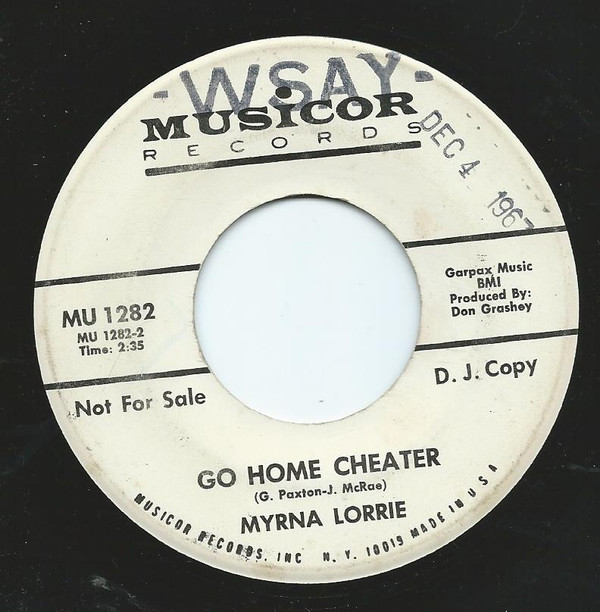 -WSAY-
MUSICOR
RECORDS
DEC 4 1967
MU 1282
MU 1282-2
Time: 2:35
Garpax Music
BMI
Produced By:
Don Grashey
Not For Sale
D. J. Copy
GO HOME CHEATER
(G. Paxton-J. McRae)
MYRNA LORRIE
MUSICOR RECORDS, INC N. Y. 10019 MADE IN U S A